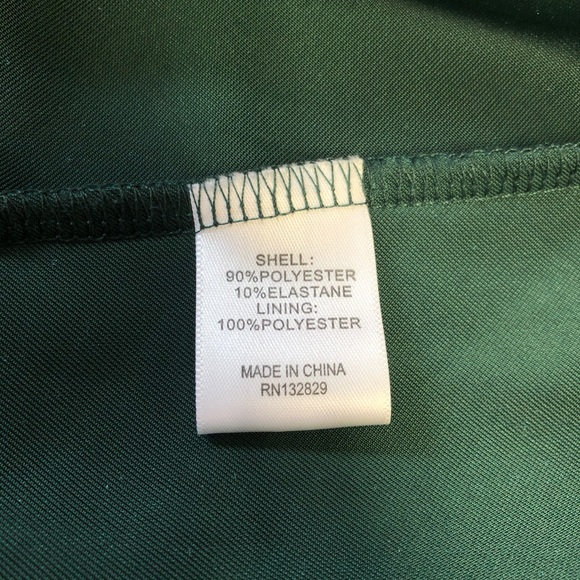 SHELL:
90%POLYESTER
10%ELASTANE
LINING:
100%POLYESTER
MADE IN CHINA
RN132829